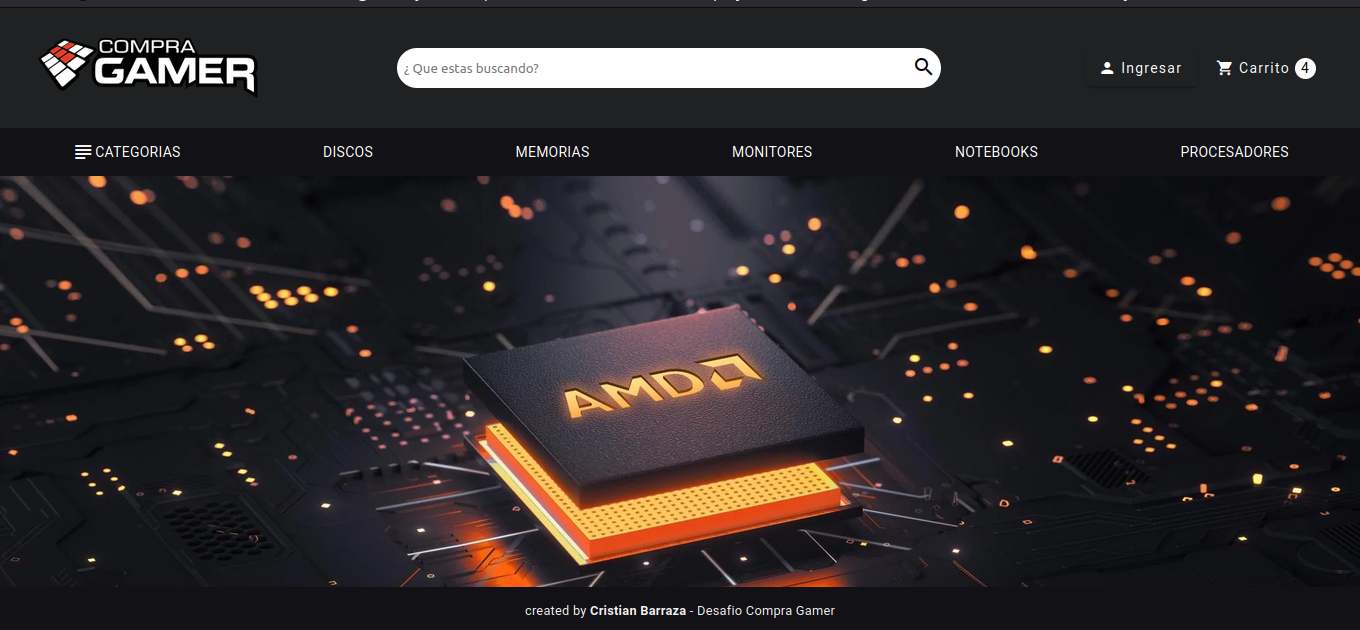 COMPRA
GAMER
¿ Que estas buscando?
Ingresar
Carrito 4
CATEGORIAS DISCOS MEMORIAS MONITORES NOTEBOOKS PROCESADORES
AMD
created by Cristian Barraza - Desafio Compra Gamer